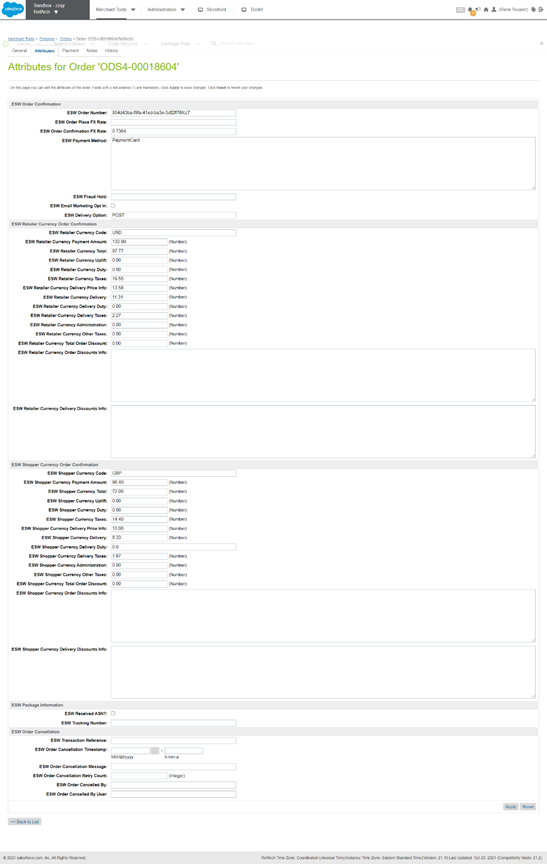 salesforce
Sandbox - zzqy
RefArch
Merchant Tools
Administration
Storefront
Toolkit
Merchant Tools > Ordering > Orders > Order: ODS4-00018604(RefArch)
General Attributes Payment Notes History
Attributes for Order 'ODS4-00018604'
On this page you can edit the attributes of the order. Fields with a red asterisk (*) are mandatory. Click Apply to save changes. Click Reset to revert your changes.
ESW Order Confirmation
ESW Order Number:
ESW Order Place FX Rate:
ESW Order Confirmation FX Rate: 0.7364
ESW Payment Method: PaymentCard
ESW Fraud Hold:
ESW Email Marketing Opt In:
ESW Delivery Option: POST
ESW Retailer Currency Order Confirmation
ESW Retailer Currency Code: USD
ESW Retailer Currency Payment Amount: 130.90 (Number)
ESW Retailer Currency Total: 97.77 (Number)
ESW Retailer Currency Uplift: 0.00 (Number)
ESW Retailer Currency Duty: 0.00 (Number)
ESW Retailer Currency Taxes: 19.55 (Number)
ESW Retailer Currency Delivery Price Info: 13.58 (Number)
ESW Retailer Currency Delivery: 11.31 (Number)
ESW Retailer Currency Delivery Duty: 0.00 (Number)
ESW Retailer Currency Delivery Taxes: 2.27 (Number)
ESW Retailer Currency Administration: 0.00 (Number)
ESW Retailer Currency Other Taxes: 0.00 (Number)
ESW Retailer Currency Total Order Discount: 0.00 (Number)
ESW Retailer Currency Order Discounts Info:
ESW Retailer Currency Delivery Discounts Info:
ESW Shopper Currency Order Confirmation
ESW Shopper Currency Code: GBP
ESW Shopper Currency Payment Amount: 96.40 (Number)
ESW Shopper Currency Total: 72.00 (Number)
ESW Shopper Currency Uplift: 0.00 (Number)
ESW Shopper Currency Duty: 0.00 (Number)
ESW Shopper Currency Taxes: 14.40 (Number)
ESW Shopper Currency Delivery Price Info: 10.00 (Number)
ESW Shopper Currency Delivery: 8.33 (Number)
ESW Shopper Currency Delivery Duty: 0.0
ESW Shopper Currency Delivery Taxes: 1.67 (Number)
ESW Shopper Currency Administration: 0.00 (Number)
ESW Shopper Currency Other Taxes: 0.00 (Number)
ESW Shopper Currency Total Order Discount: 0.00 (Number)
ESW Shopper Currency Order Discounts Info:
ESW Shopper Currency Delivery Discounts Info:
ESW Package Information
ESW Received ASN?:
ESW Tracking Number:
ESW Order Cancellation
ESW Transaction Reference:
ESW Order Cancellation Timestamp:
MM/dd/yyyy h:mm a
ESW Order Cancellation Message:
ESW Order Cancellation Retry Count: (Integer)
ESW Order Cancelled By:
ESW Order Cancelled By User:
Apply Reset
<< Back to List
© 2021 salesforce.com, inc. All Rights Reserved.
RefArch Time Zone: Coordinated Universal Time|Instance Time Zone: Eastern Standard Time|Version: 21.10 Last Updated: Oct 25, 2021 (Compatibility Mode: 21.2)